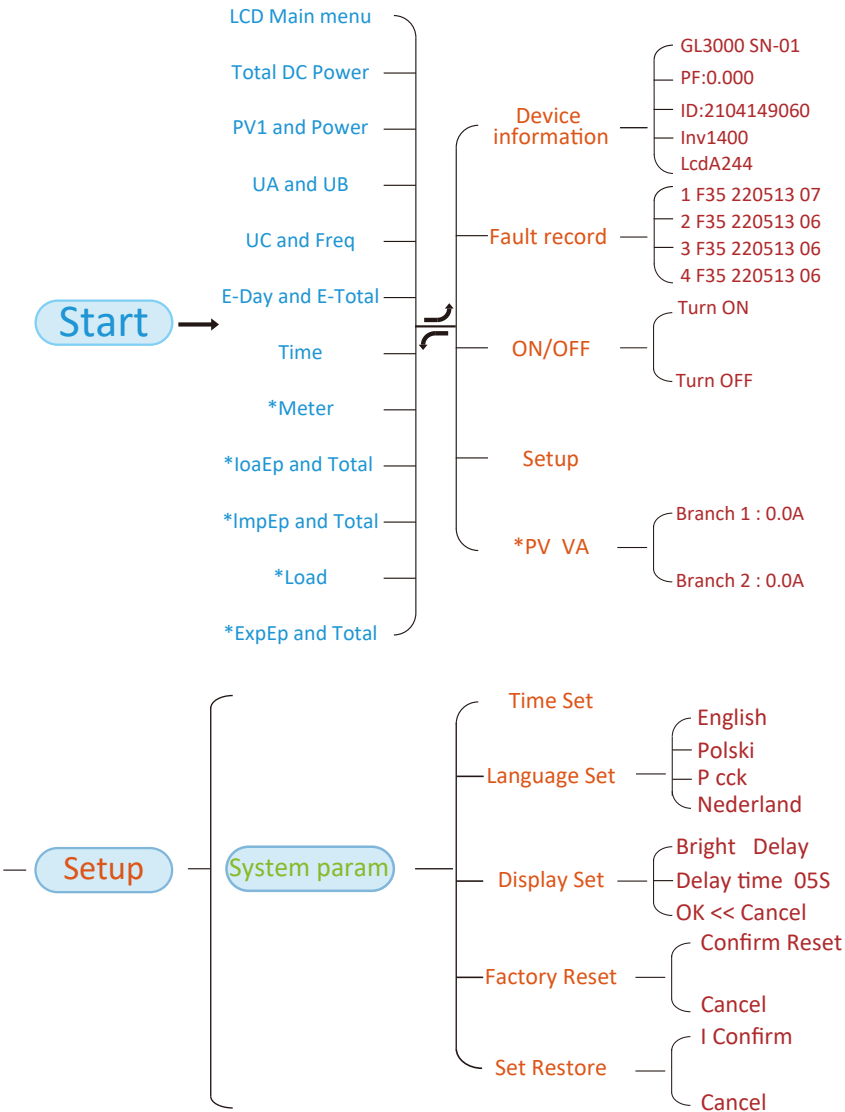 LCD Main menu
Total DC Power
PV1 and Power
UA and UB
UC and Freq
E-Day and E-Total
Start
Time
*Meter
*IoaEp and Total
*lmpEp and Total
*Load
*ExpEp and Total
Device
information
GL3000 SN-01
PF:0.000
ID:2104149060
Inv1400
LcdA244
Fault record
1 F35 220513 07
2 F35 220513 06
3 F35 220513 06
4 F35 220513 06
ON/OFF
Turn ON
Turn OFF
Setup
*PV VA
Branch 1 : 0.0A
Branch 2 : 0.0A
Setup
System param
Time Set
Language Set
English
Polski
P cck
Nederland
Display Set
Bright Delay
Delay time 05S
OK << Cancel
Factory Reset
Confirm Reset
Cancel
Set Restore
I Confirm
Cancel